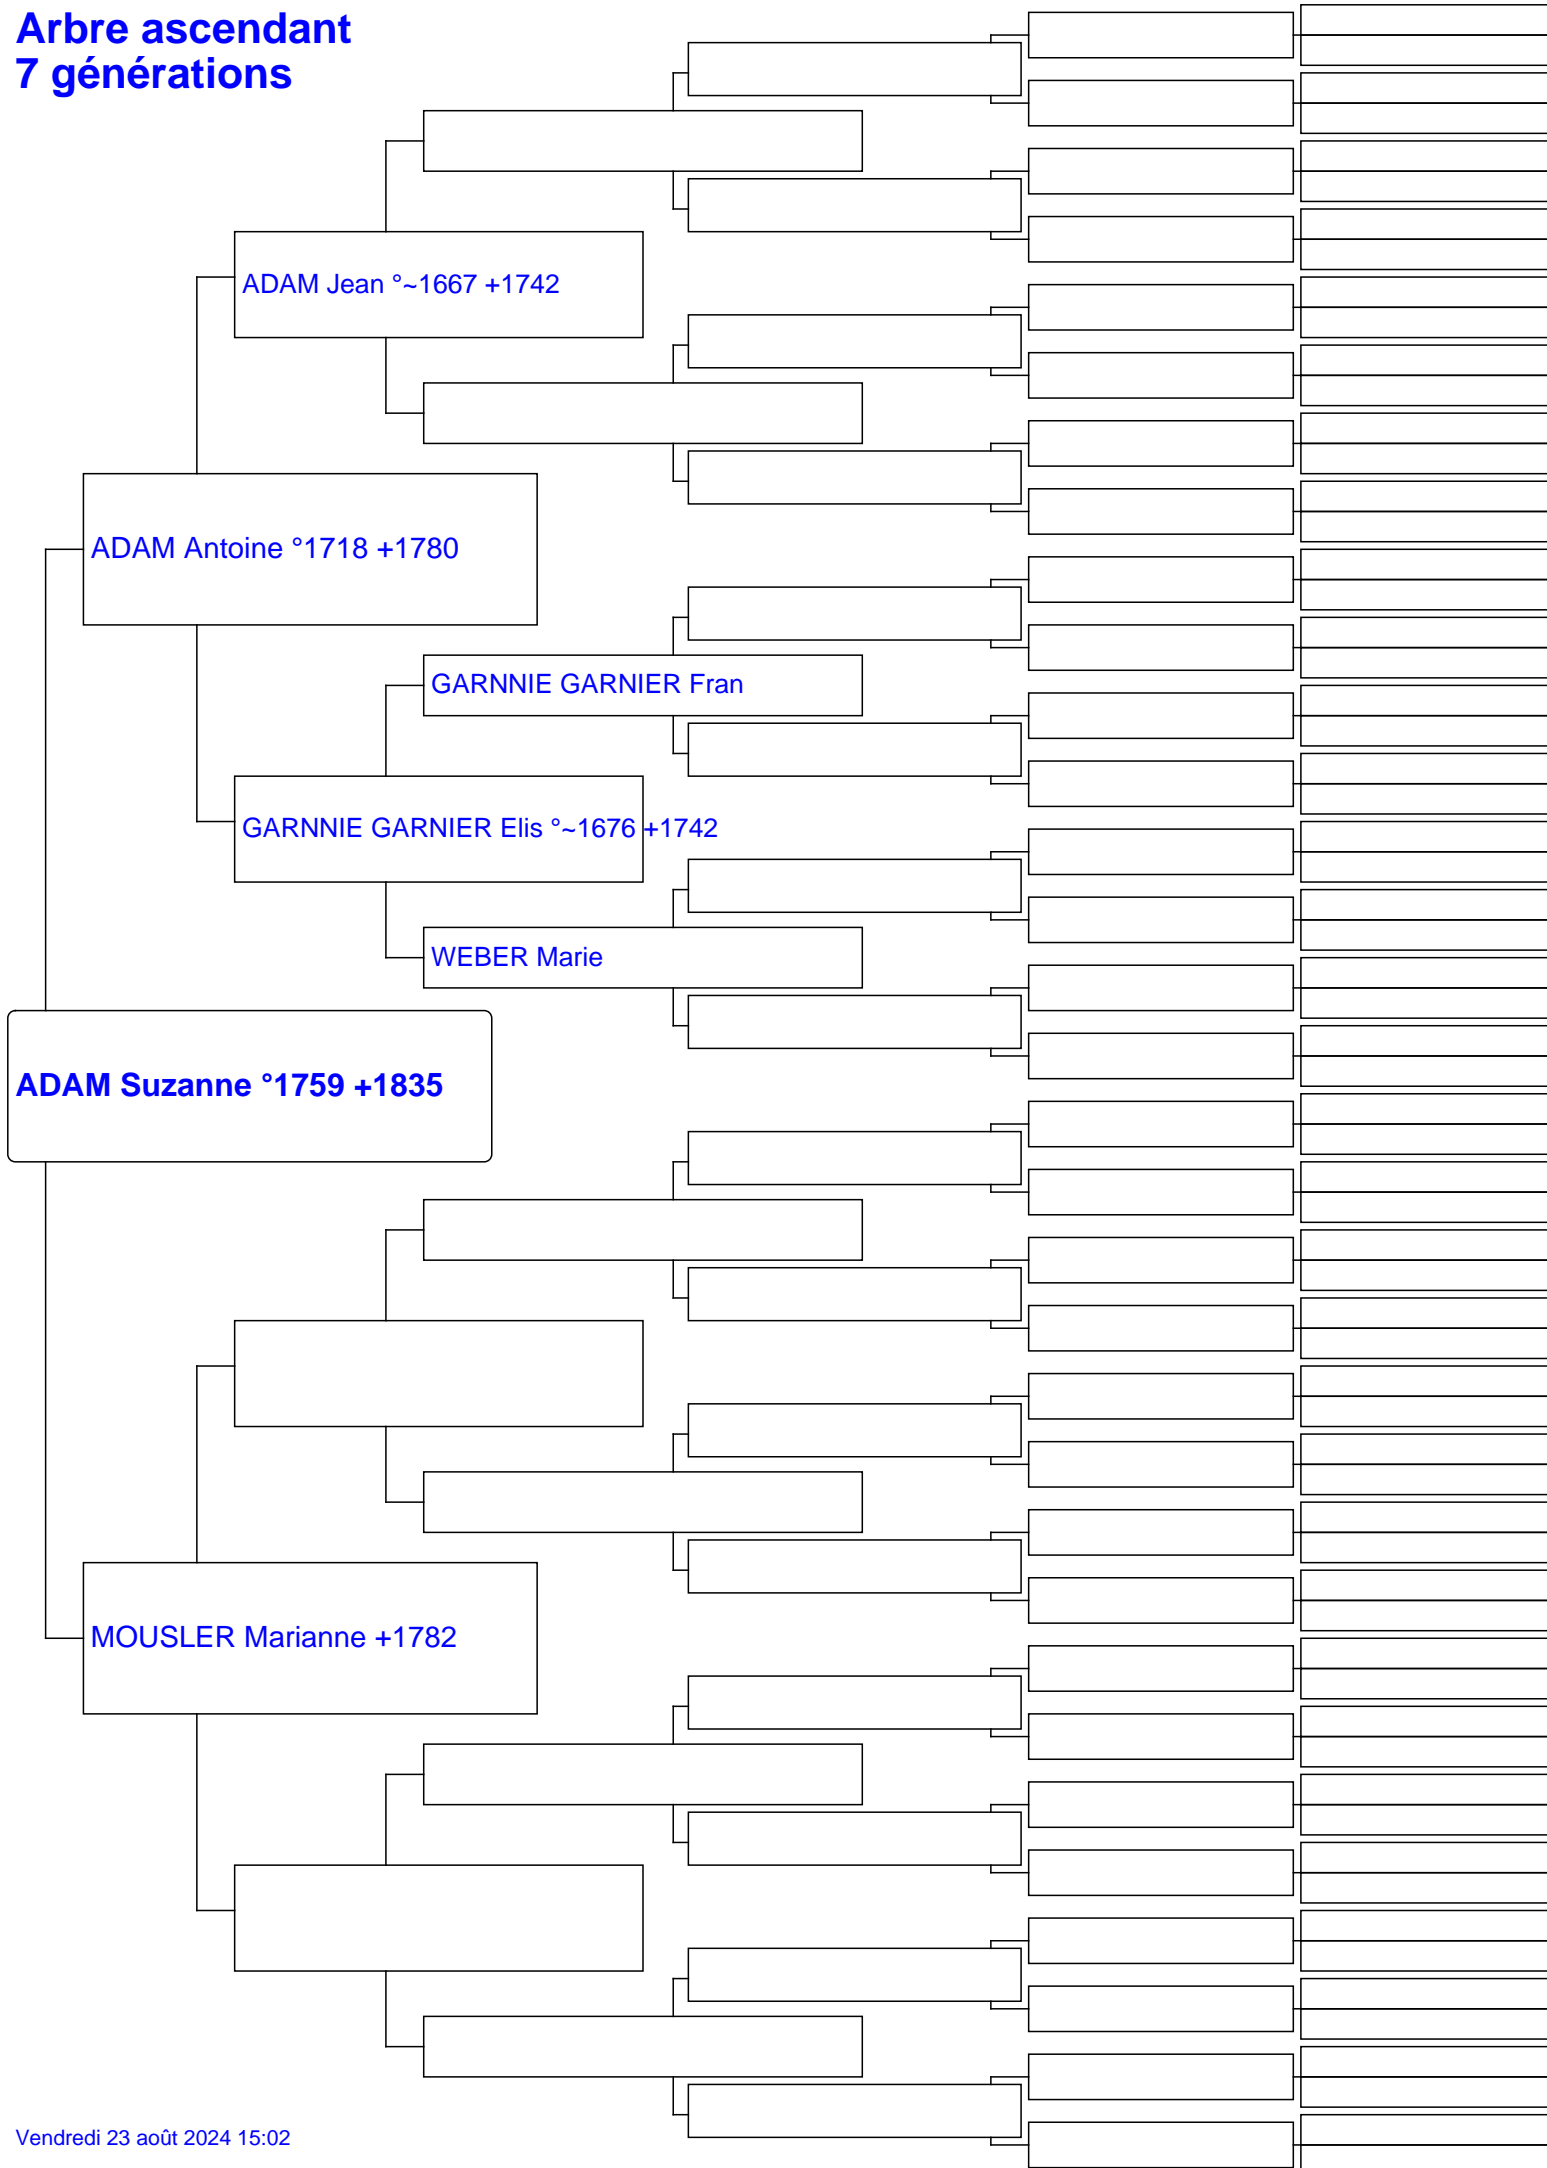 Arbre ascendant
7 générations
ADAM Jean °~1667 +1742
ADAM Antoine °1718 +1780
GARNNIE GARNIER Fran
GARNNIE GARNIER Elis °~1676 +1742
WEBER Marie
ADAM Suzanne °1759 +1835
MOUSLER Marianne +1782
Vendredi 23 août 2024 15:02